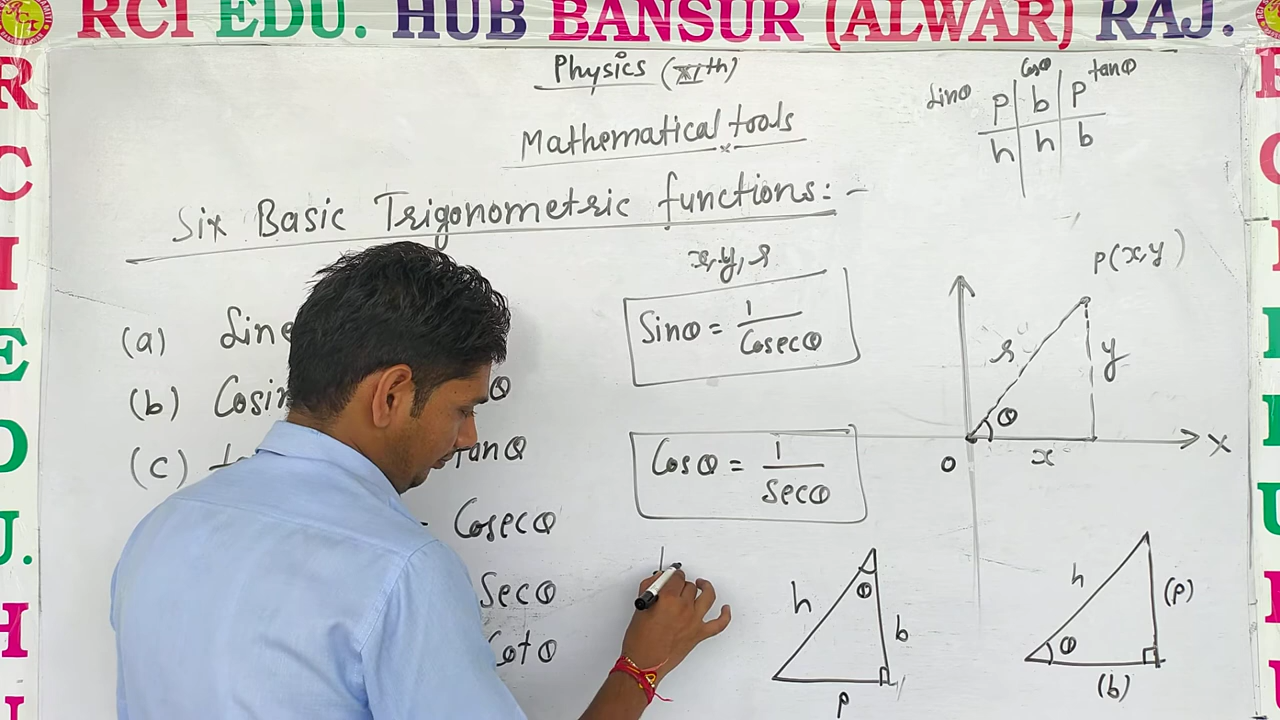 RCI EDU. HUB BANSUR (ALWAR) RAJ.
Physics (XIth)
Mathematical tools
Six Basic Trigonometric functions:-
sinθ cosθ tanθ
P b P
h h b
x, y, r
(a) Sine
(b) Cosin θ
(c) tanθ
- Cosecθ
Secθ
Cotθ
Sinθ = 1/Cosecθ
Cosθ = 1/Secθ
P(x,y)
r
y
θ
O
x
X
h
θ
b
P
h
θ
(P)
(b)
R
C
I
E
D
U.
H